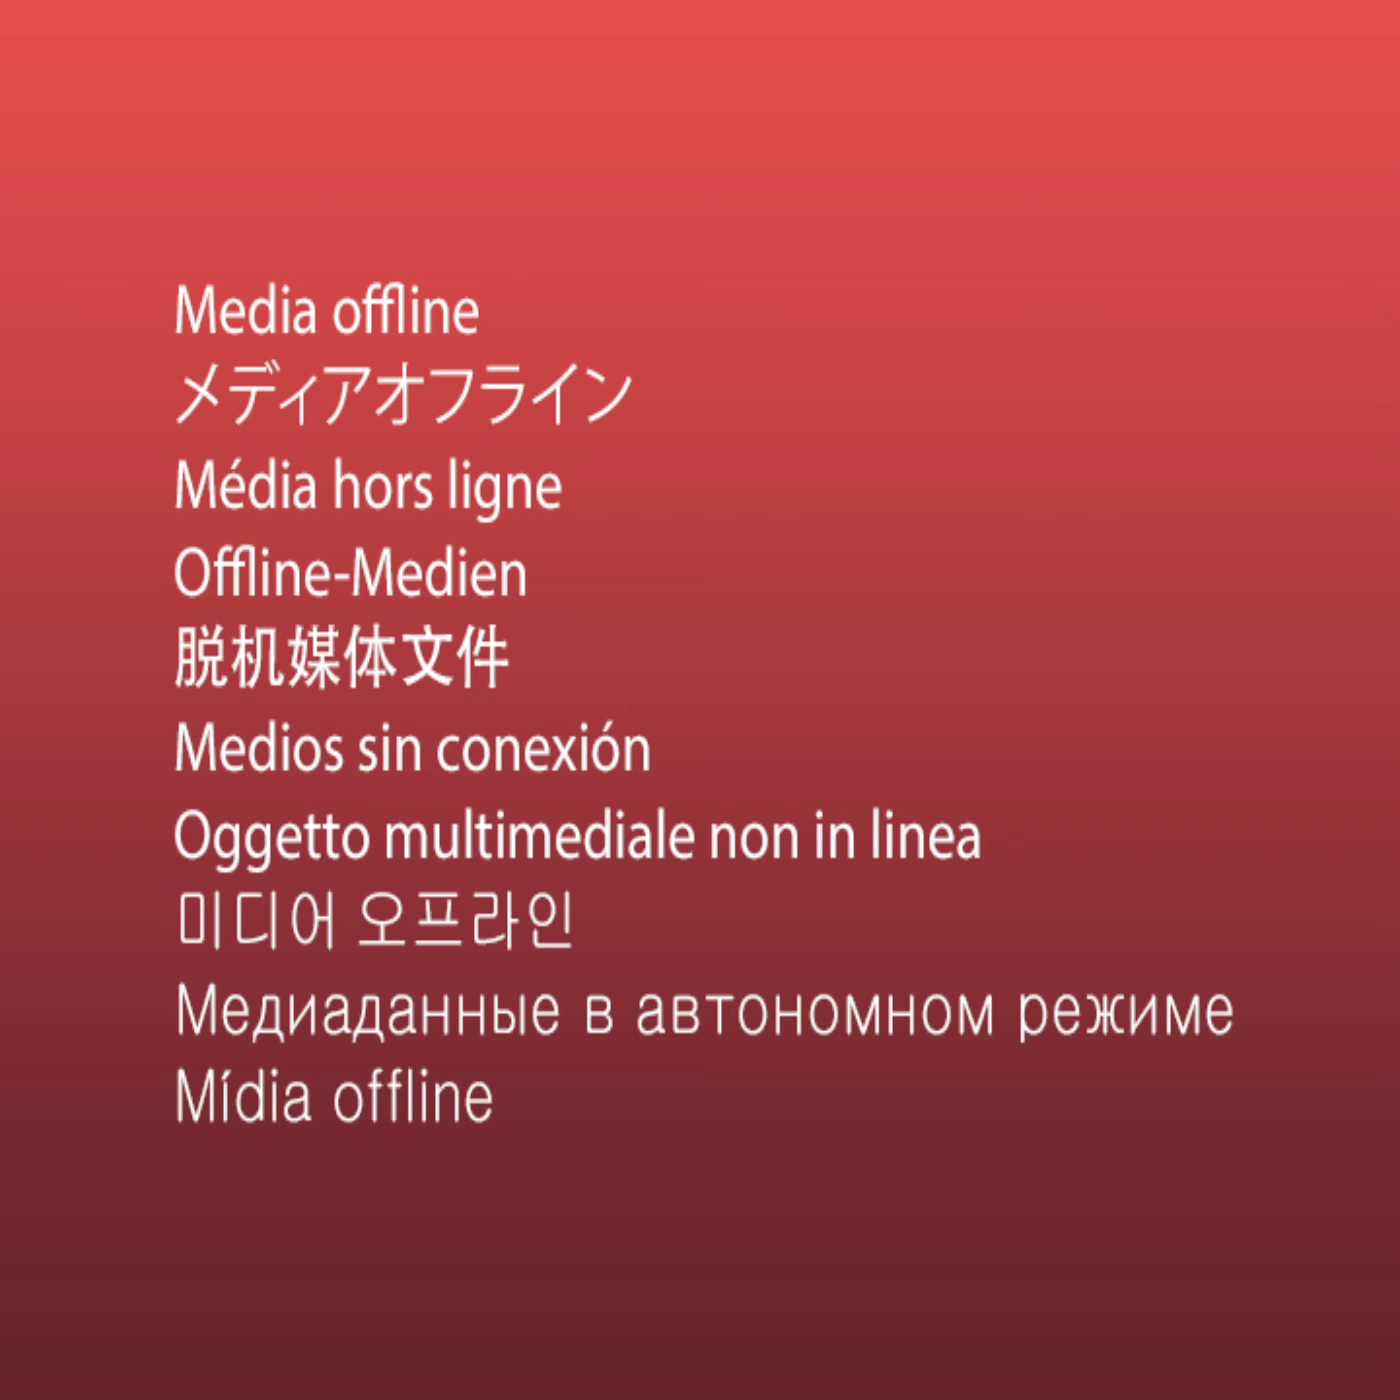 Media offline
メディアオフライン
Média hors ligne
Offline-Medien
脱机媒体文件
Medios sin conexión
Oggetto multimediale non in linea
미디어 오프라인
Медиаданные в автономном режиме
Mídia offline